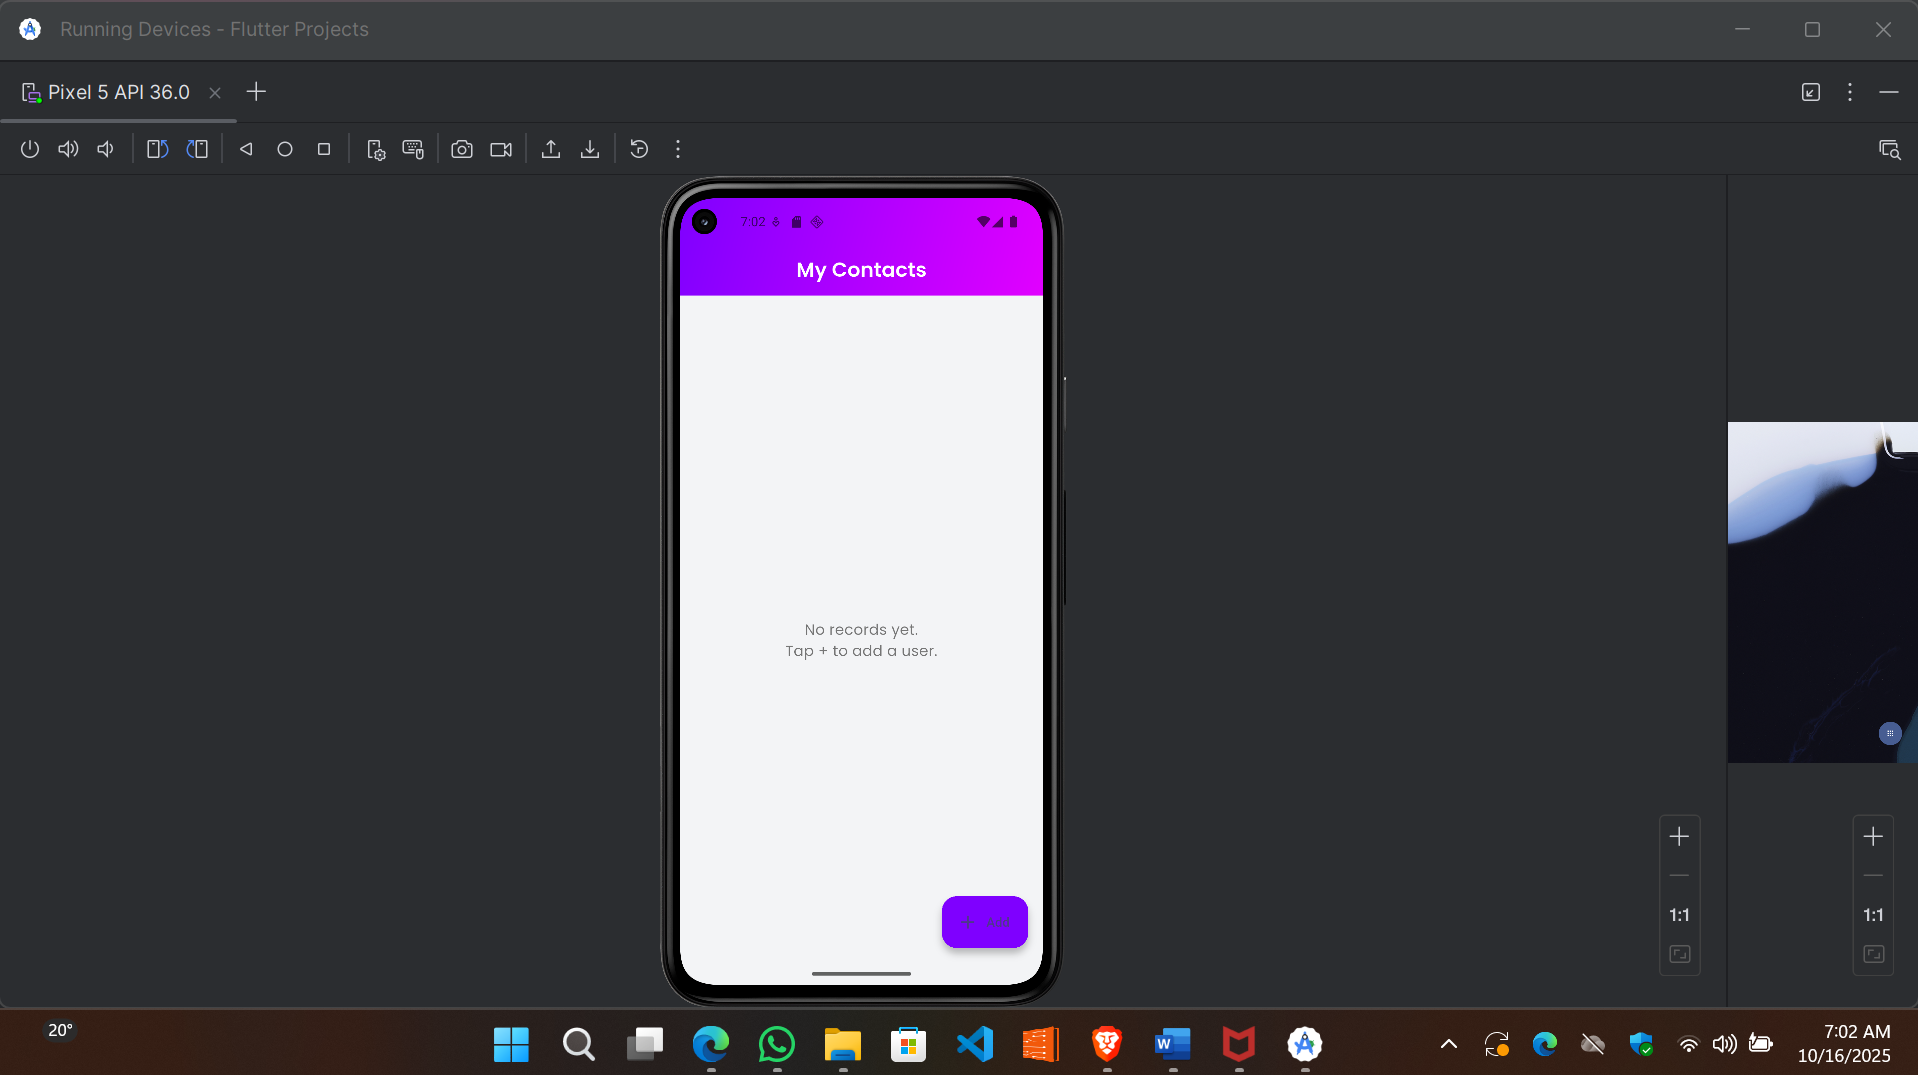 Running Devices - Flutter Projects
Pixel 5 API 36.0
7:02
My Contacts
No records yet.
Tap + to add a user.
+ Add
1:1
1:1
20°
W
7:02 AM
10/16/2025